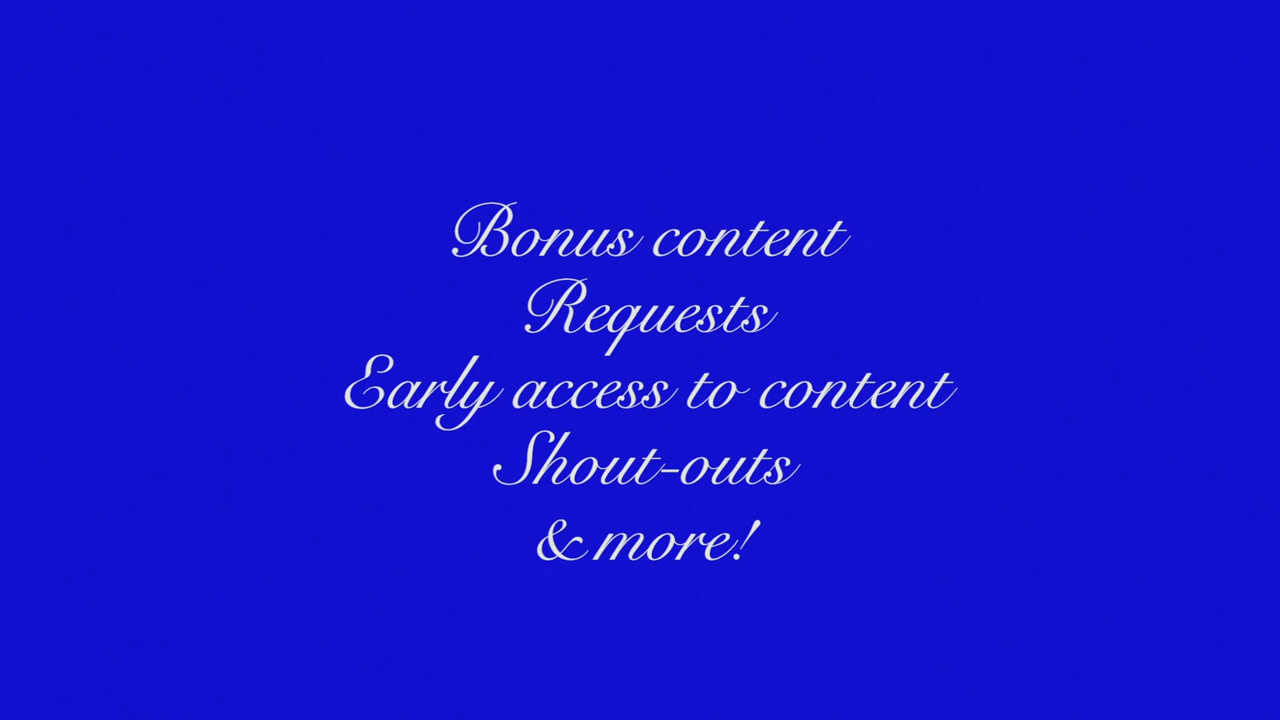 Bonus content
Requests
Early access to content
Shout-outs
& more!